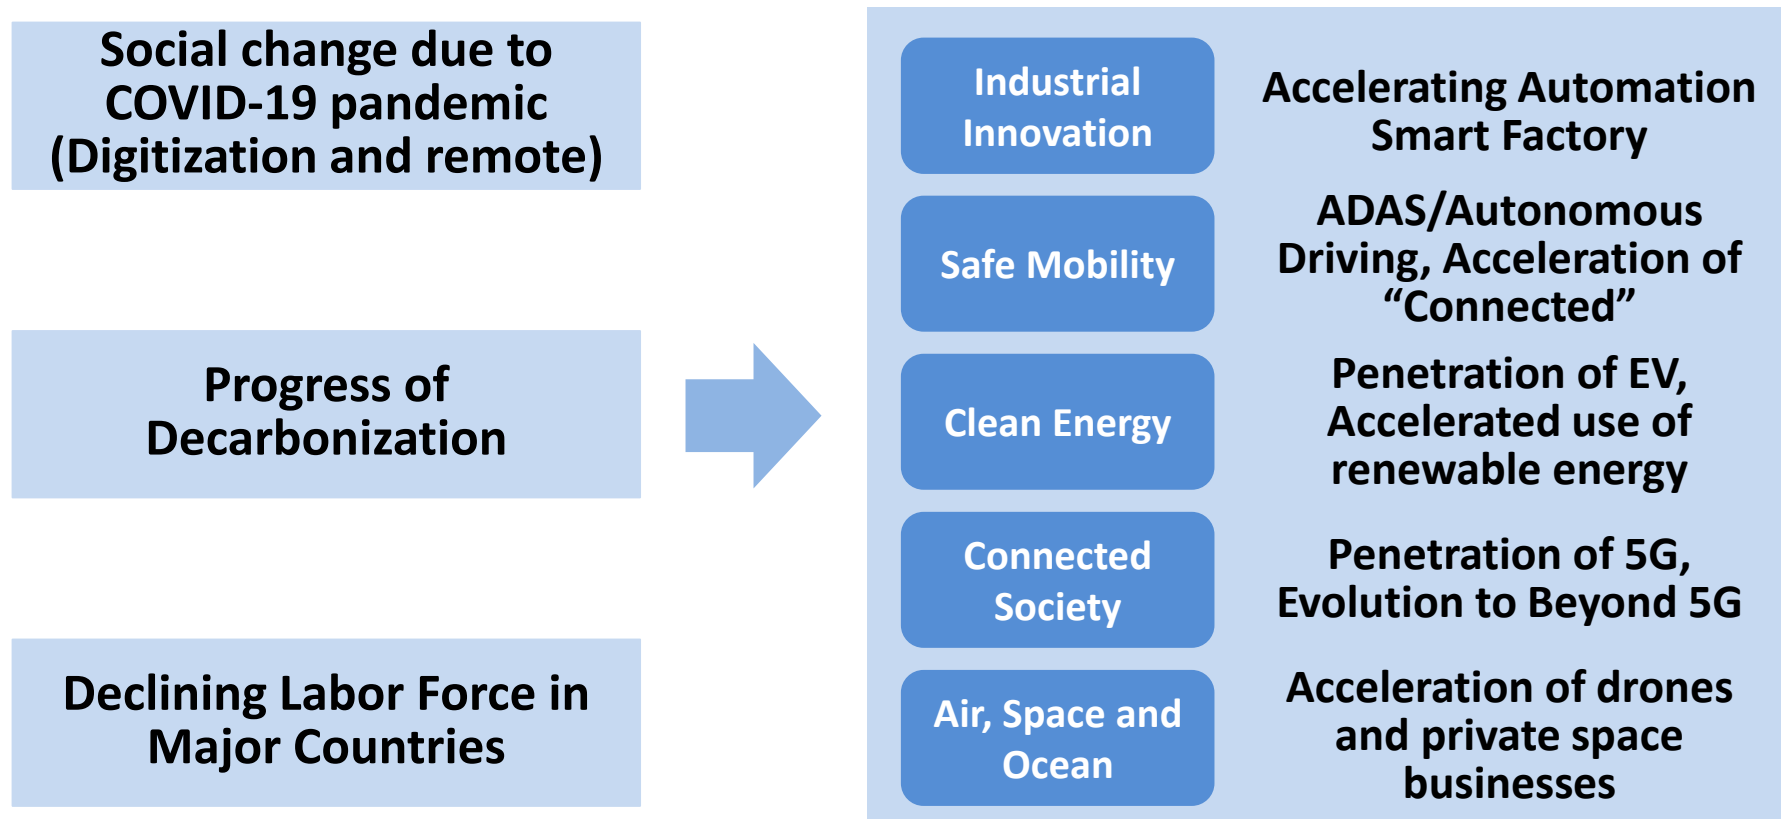 Social change due to
COVID-19 pandemic
(Digitization and remote)
Progress of
Decarbonization
Declining Labor Force in
Major Countries
Industrial
Innovation
Accelerating Automation
Smart Factory
Safe Mobility
ADAS/Autonomous
Driving, Acceleration of
“Connected”
Clean Energy
Penetration of EV,
Accelerated use of
renewable energy
Connected
Society
Penetration of 5G,
Evolution to Beyond 5G
Air, Space and
Ocean
Acceleration of drones
and private space
businesses